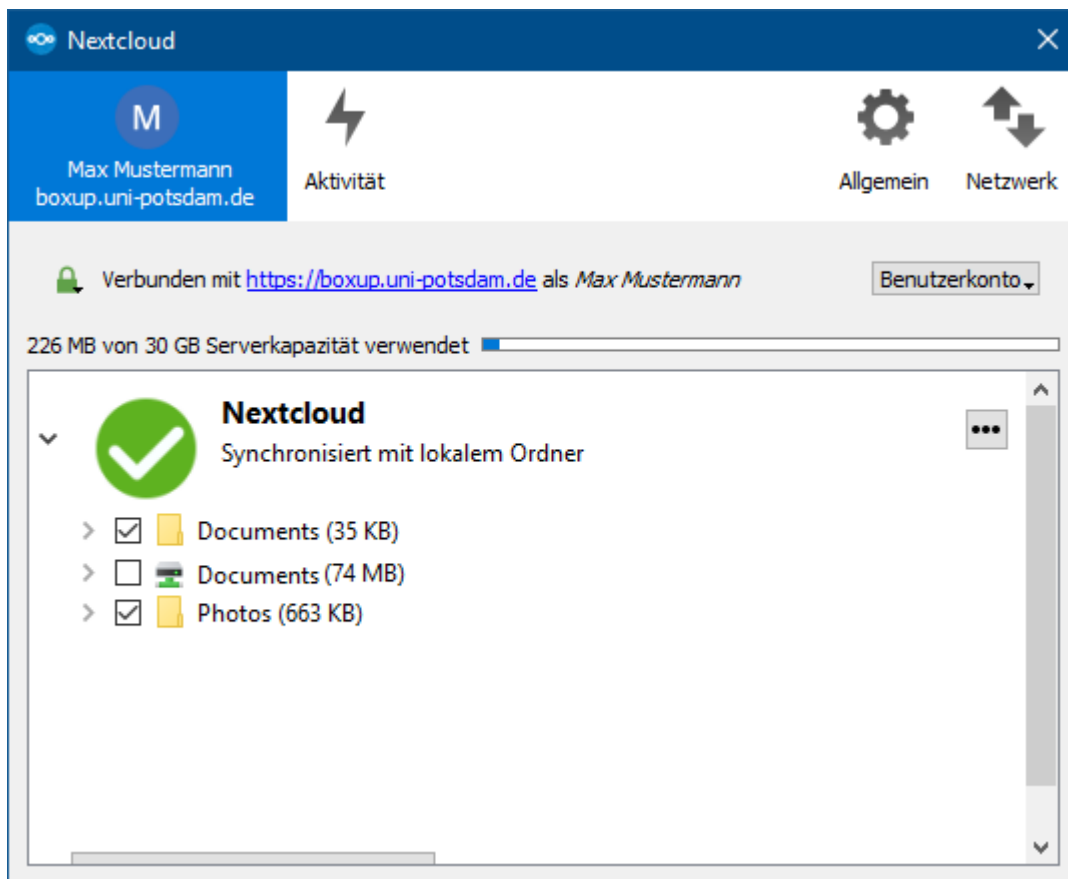 Nextcloud
M
Max Mustermann
boxup.uni-potsdam.de
Aktivität
Allgemein
Netzwerk
Verbunden mit https://boxup.uni-potsdam.de als Max Mustermann
Benutzerkonto
226 MB von 30 GB Serverkapazität verwendet
Nextcloud
Synchronisiert mit lokalem Ordner
Documents (35 KB)
Documents (74 MB)
Photos (663 KB)